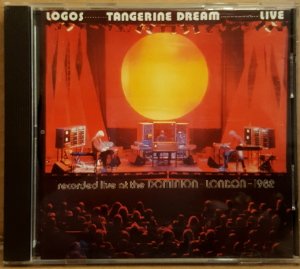 LOGOS........TANGERINE DREAM..............LIVE
recorded live at the DOMINION - LONDON - 1982